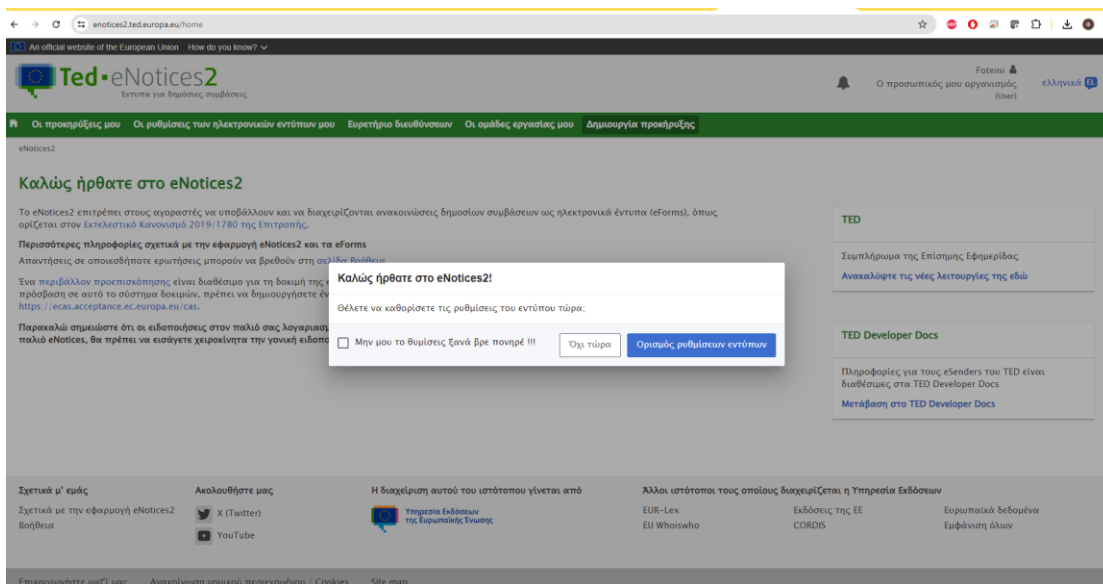 enotices2.ted.europa.eu/home
An official website of the European Union How do you know?
Ted eNotices2
Έντυπα για δημόσιες συμβάσεις
Foteini
Ο προσωπικός μου οργανισμός
(User)
ελληνικά EL
Οι προκηρύξεις μου Οι ρυθμίσεις των ηλεκτρονικών εντύπων μου Ευρετήριο διευθύνσεων Οι ομάδες εργασίας μου Δημιουργία προκήρυξης
eNotices2
Καλώς ήρθατε στο eNotices2
Το eNotices2 επιτρέπει στους αγοραστές να υποβάλλουν και να διαχειρίζονται ανακοινώσεις δημοσίων συμβάσεων ως ηλεκτρονικά έντυπα (eForms), όπως
ορίζεται στον Εκτελεστικό Κανονισμό 2019/1780 της Επιτροπής.
Περισσότερες πληροφορίες σχετικά με την εφαρμογή eNotices2 και τα eForms
Απαντήσεις σε οποιεσδήποτε ερωτήσεις μπορούν να βρεθούν στη σελίδα Βοήθεια
Ένα περιβάλλον προεπισκόπησης είναι διαθέσιμο για τη δοκιμή της
πρόσβαση σε αυτό το σύστημα δοκιμών, πρέπει να δημιουργήσετε
https://ecas.acceptance.ec.europa.eu/cas.
Παρακαλώ σημειώστε ότι οι ειδοποιήσεις στον παλιό σας
παλιό eNotices, θα πρέπει να εισάγετε χειροκίνητα την γονική
Καλώς ήρθατε στο eNotices2!
Θέλετε να καθορίσετε τις ρυθμίσεις του εντύπου τώρα;
Μην μου το θυμίσεις ξανά βρε πονηρέ !!!
Όχι τώρα
Ορισμός ρυθμίσεων εντύπων
TED
Συμπλήρωμα της Επίσημης Εφημερίδας
Ανακαλύψτε τις νέες λειτουργίες της εδώ
TED Developer Docs
Πληροφορίες για τους eSenders του TED είναι
διαθέσιμες στα TED Developer Docs
Μετάβαση στο TED Developer Docs
Σχετικά μ' εμάς
Σχετικά με την εφαρμογή eNotices2
Βοήθεια
Ακολουθήστε μας
X (Twitter)
YouTube
Η διαχείριση αυτού του ιστότοπου γίνεται από
Υπηρεσία Εκδόσεων
της Ευρωπαϊκής Ένωσης
Άλλοι ιστότοποι τους οποίους διαχειρίζεται η Υπηρεσία Εκδόσεων
EUR-Lex
EU Whoiswho
Εκδόσεις της ΕΕ
CORDIS
Ευρωπαϊκά δεδομένα
Εμφάνιση όλων
Επικοινωνήστε μαζί μας Ανακοίνωση νομικού περιεχομένου / Cookies Site map